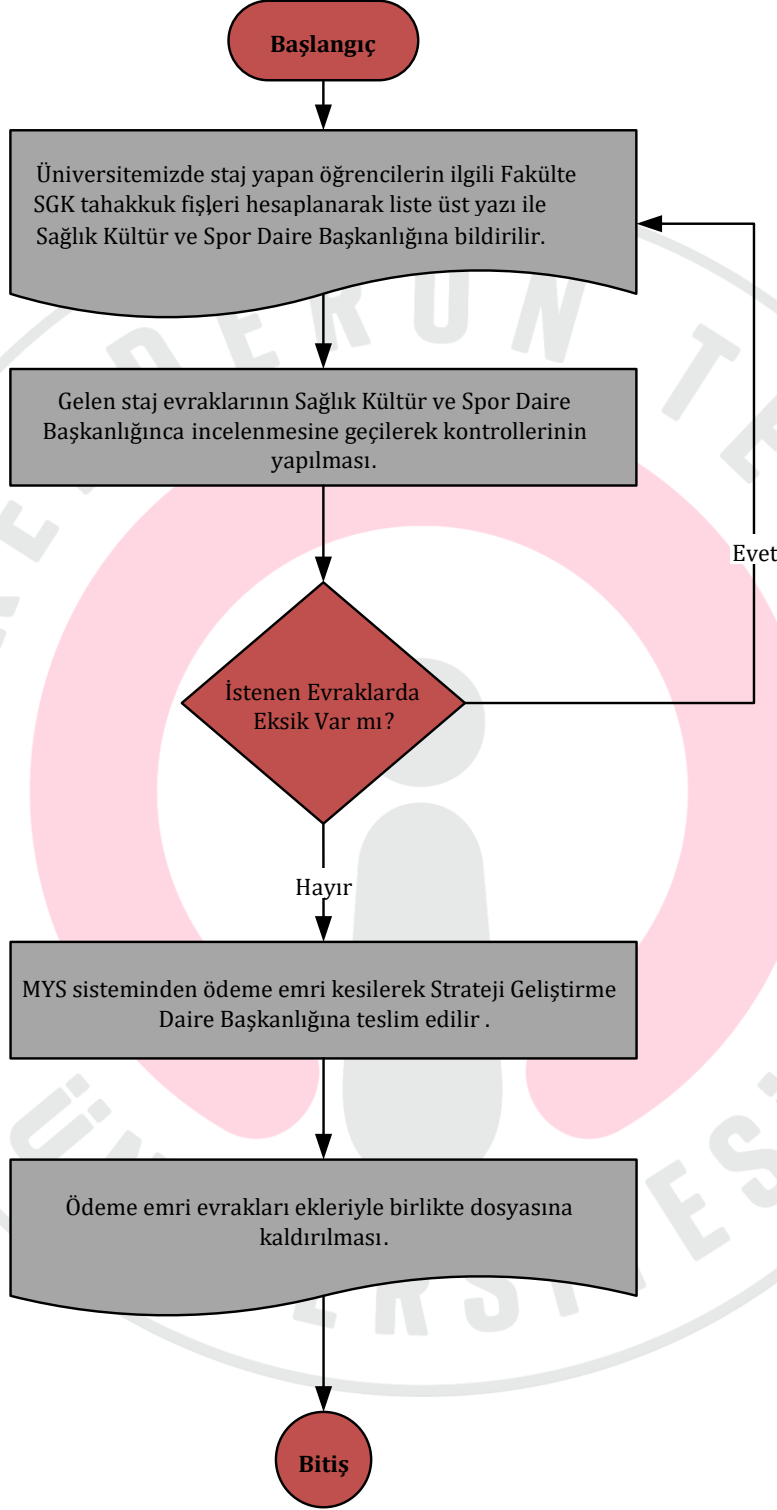 Başlangıç
Üniversitemizde staj yapan öğrencilerin ilgili Fakülte
SGK tahakkuk fişleri hesaplanarak liste üst yazı ile
Sağlık Kültür ve Spor Daire Başkanlığına bildirilir.
Gelen staj evraklarının Sağlık Kültür ve Spor Daire
Başkanlığınca incelenmesine geçilerek kontrollerinin
yapılması.
Evet
İstenen Evraklarda
Eksik Var mı?
Hayır
MYS sisteminden ödeme emri kesilerek Strateji Geliştirme
Daire Başkanlığına teslim edilir .
Ödeme emri evrakları ekleriyle birlikte dosyasına
kaldırılması.
Bitiş